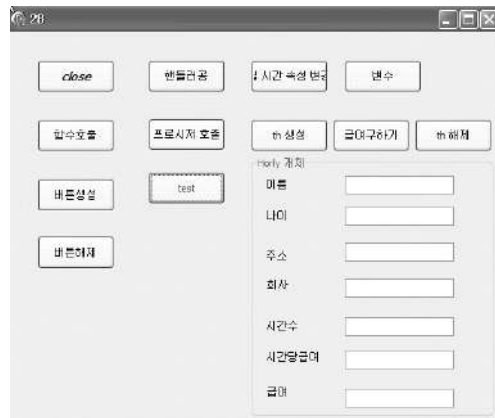 28
close
핸들러공
시간 속성 변경
변수
함수호출
프로시저 호출
th 생성
급여구하기
th 해제
버튼생성
test
버튼해제
Horly 개체
이름
나이
주소
회사
시간수
시간당급여
급여